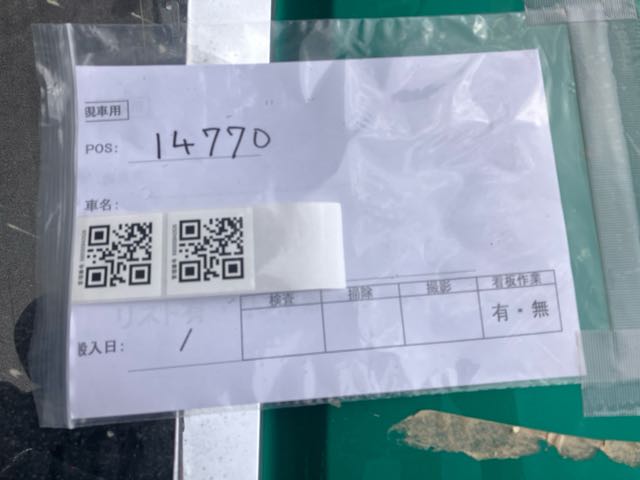 現車用
POS: 14770
車名:
検査 掃除 撮影 看板作業
有・無
搬入日: /